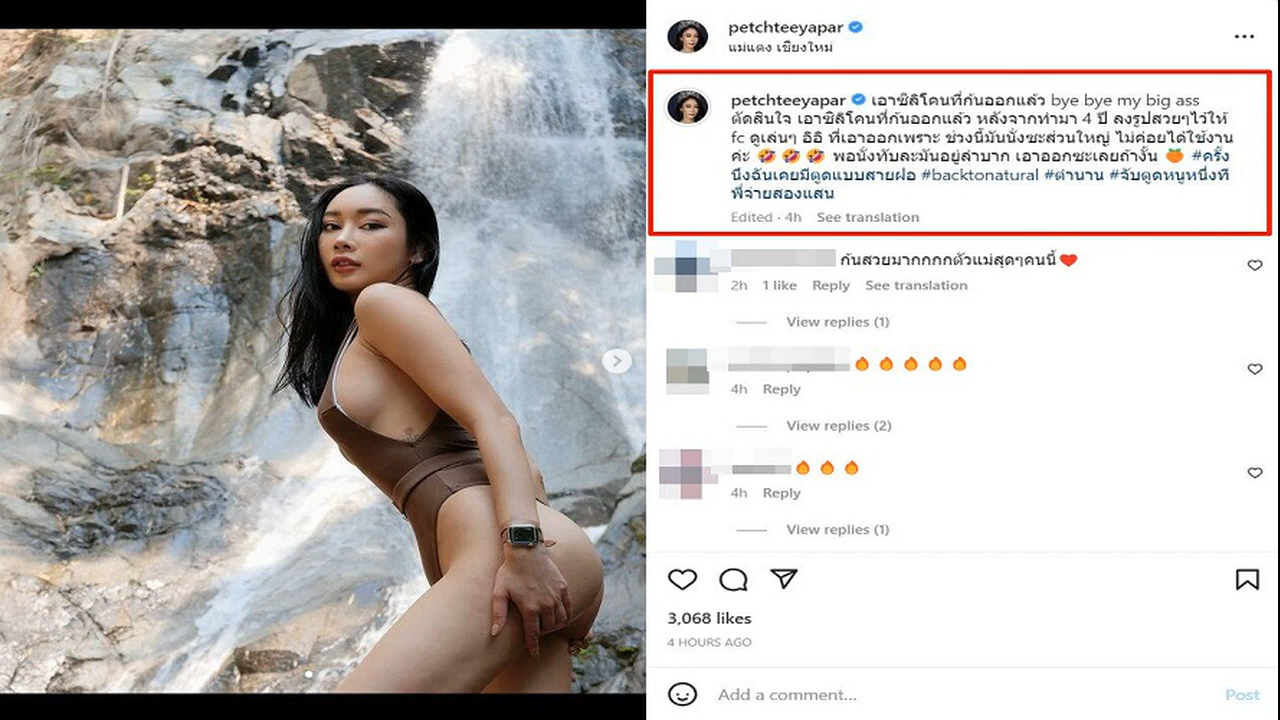 petchteeyapar
แม่แตง เชียงใหม่
petchteeyapar เอาซิลิโคนที่ก้นออกแล้ว bye bye my big ass
ตัดสินใจ เอาซิลิโคนที่ก้นออกแล้ว หลังจากทำมา 4 ปี ลงรูปสวยๆไว้ให้
fc ดูเล่นๆ อิอิ ที่เอาออกเพราะ ช่วงนี้มันนั่งซะส่วนใหญ่ ไม่ค่อยได้ใช้งาน
ค่ะ 🤣 🤣 🤣 พอนั่งทับละมันอยู่ลำบาก เอาออกซะเลยถ้างั้น 🍊 #ครั้ง
นึงฉันเคยมีตูดแบบสายฝอ #backtonatural #ตำนาน #จับตูดหนูหนึ่งที
พี่จ่ายสองแสน
Edited · 4h See translation
กันสวยมากกกกตัวแม่สุดๆคนนี้❤️
2h 1 like Reply See translation
View replies (1)
🔥 🔥 🔥 🔥 🔥
4h Reply
View replies (2)
🔥 🔥 🔥
4h Reply
View replies (1)
3,068 likes
4 HOURS AGO
Add a comment... Post